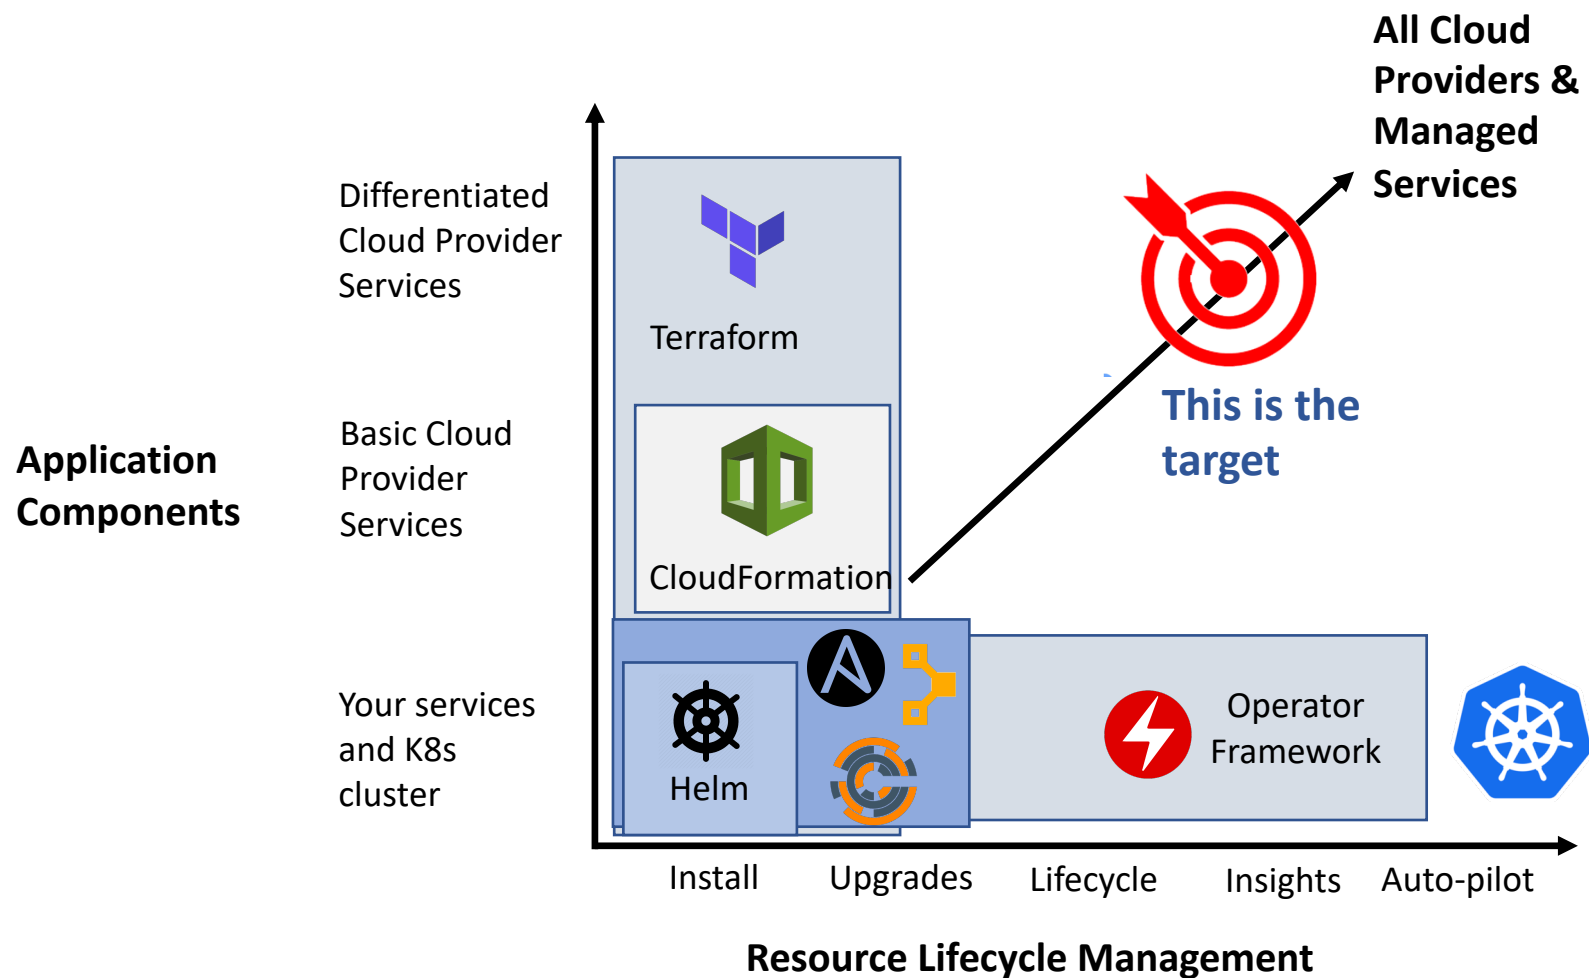 All Cloud
Providers &
Managed
Services
Differentiated
Cloud Provider
Services
Terraform
This is the
target
Application
Components
Basic Cloud
Provider
Services
CloudFormation
Your services
and K8s
cluster
Helm
Operator
Framework
Install
Upgrades
Lifecycle
Insights
Auto-pilot
Resource Lifecycle Management